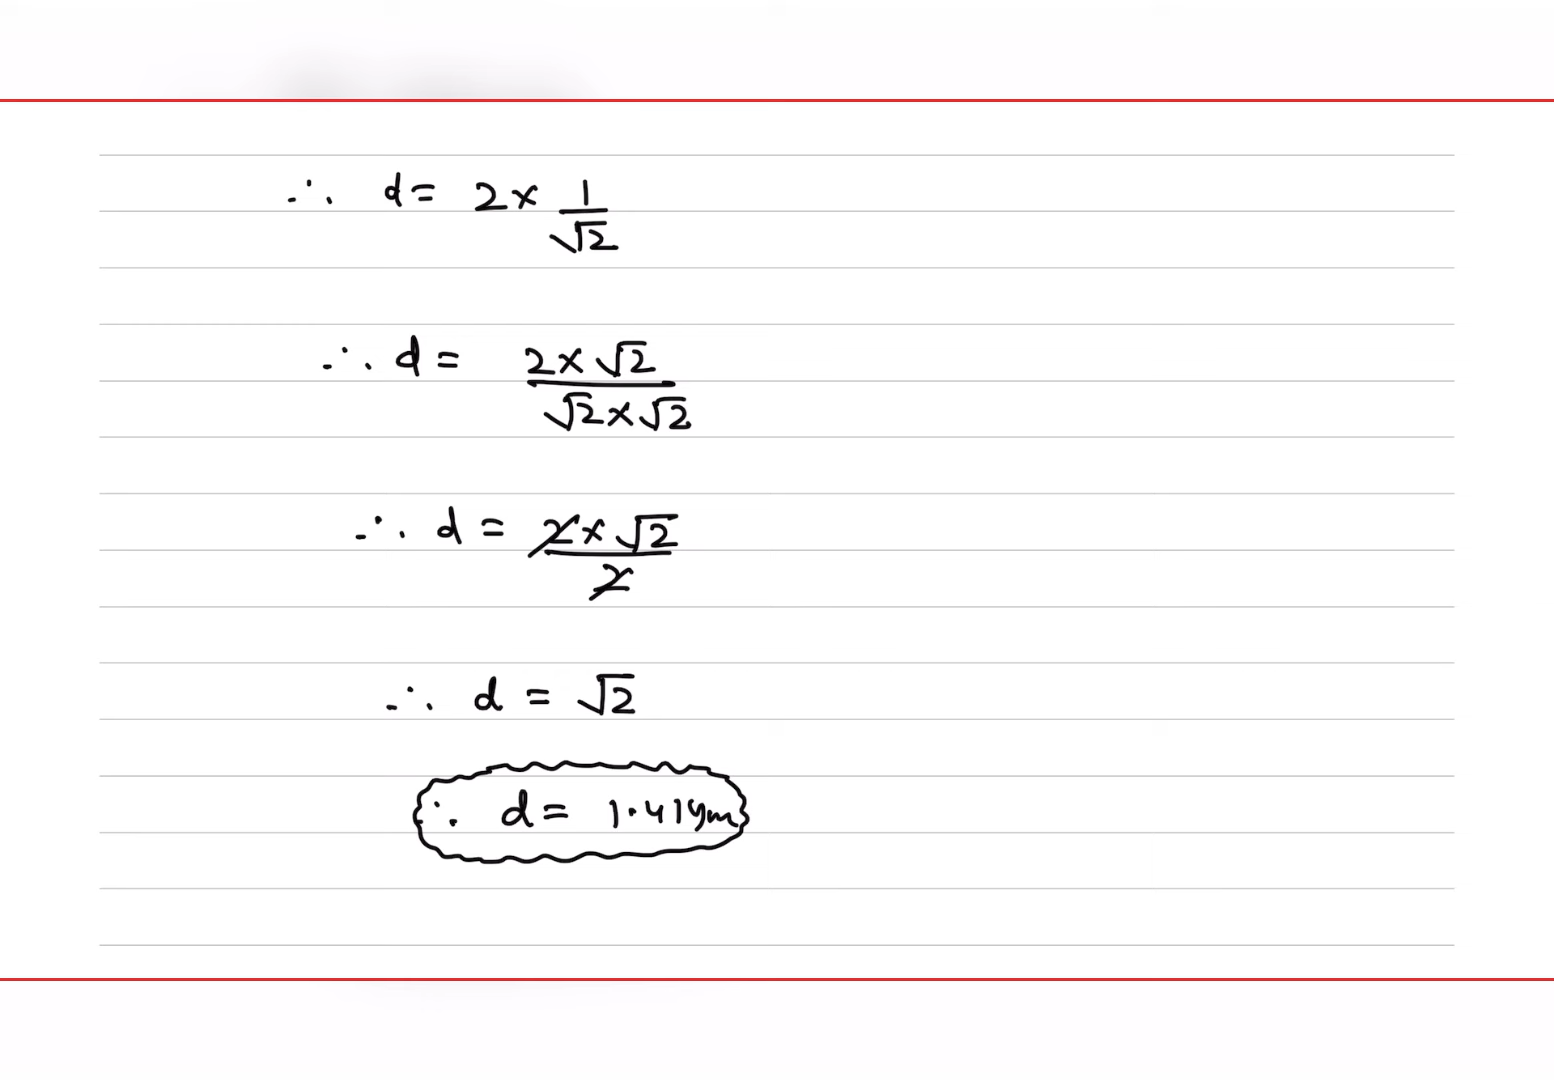 ∴ d = 2 × 1/√2
∴ d = 2 × √2 / √2 × √2
∴ d = 2 × √2 / 2
∴ d = √2
∴ d = 1.414m